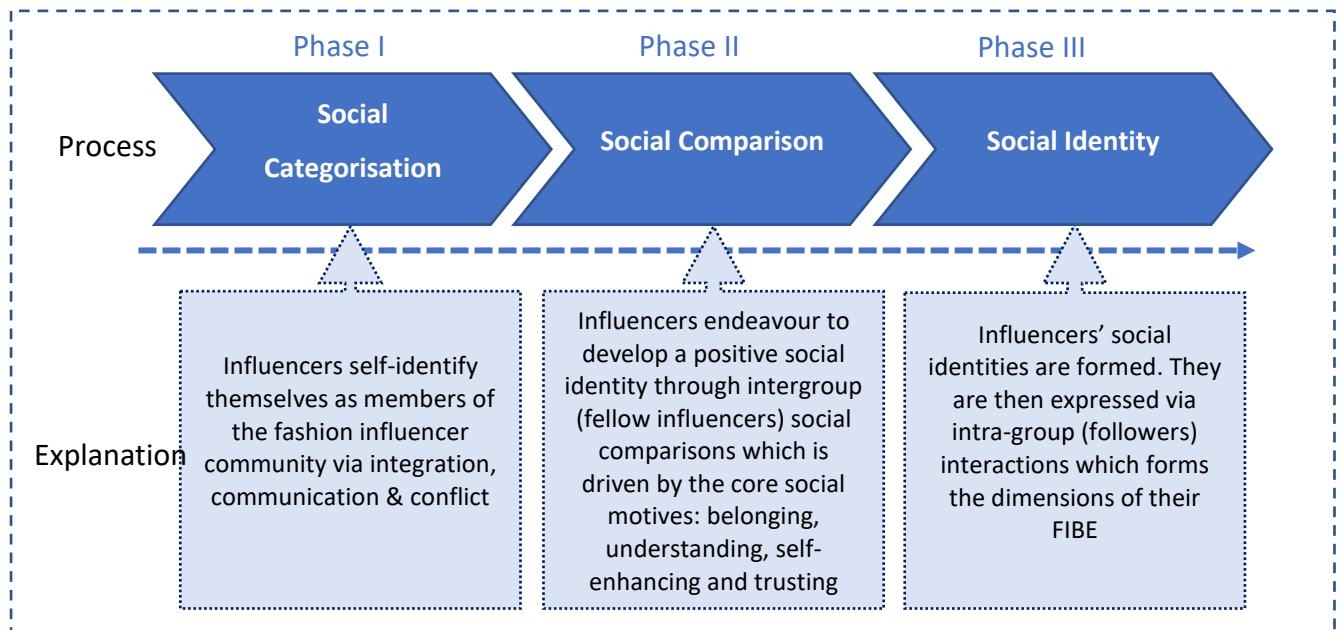 Phase I
Phase II
Phase III
Process
Social
Categorisation
Social Comparison
Social Identity
Explanation
Influencers self-identify
themselves as members of
the fashion influencer
community via integration,
communication & conflict
Influencers endeavour to
develop a positive social
identity through intergroup
(fellow influencers) social
comparisons which is
driven by the core social
motives: belonging,
understanding, self-
enhancing and trusting
Influencers’ social
identities are formed. They
are then expressed via
intra-group (followers)
interactions which forms
the dimensions of their
FIBE